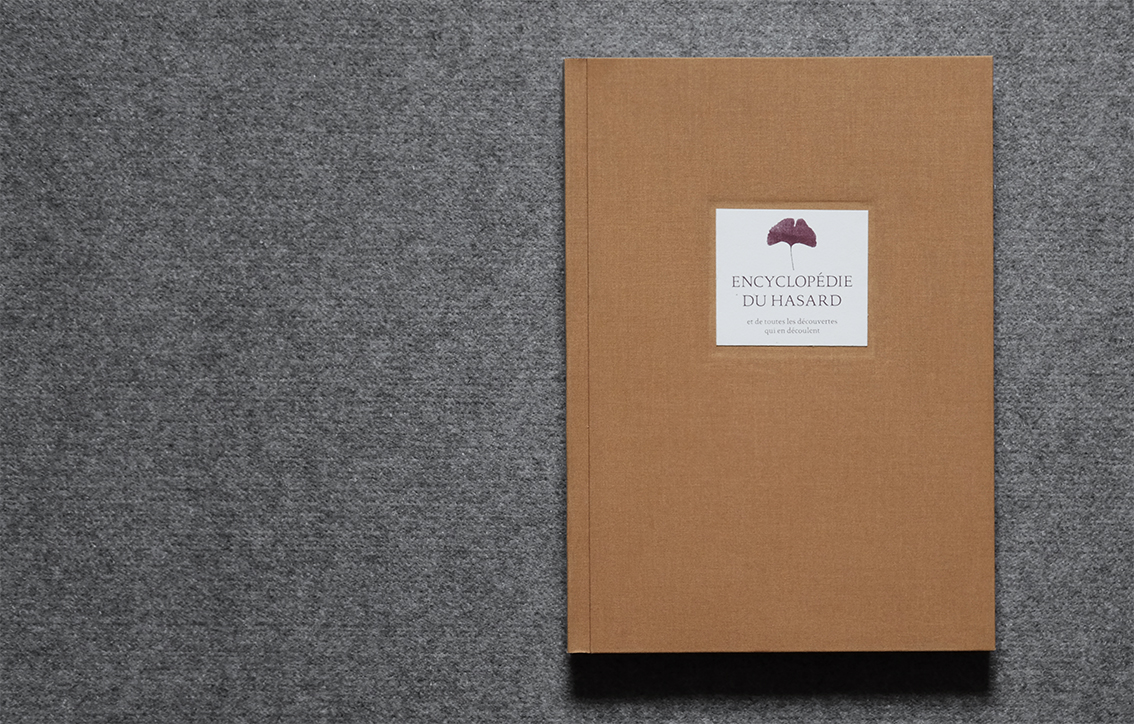 ENCYCLOPÉDIE
DU HASARD
et de toutes les découvertes
qui en découlent